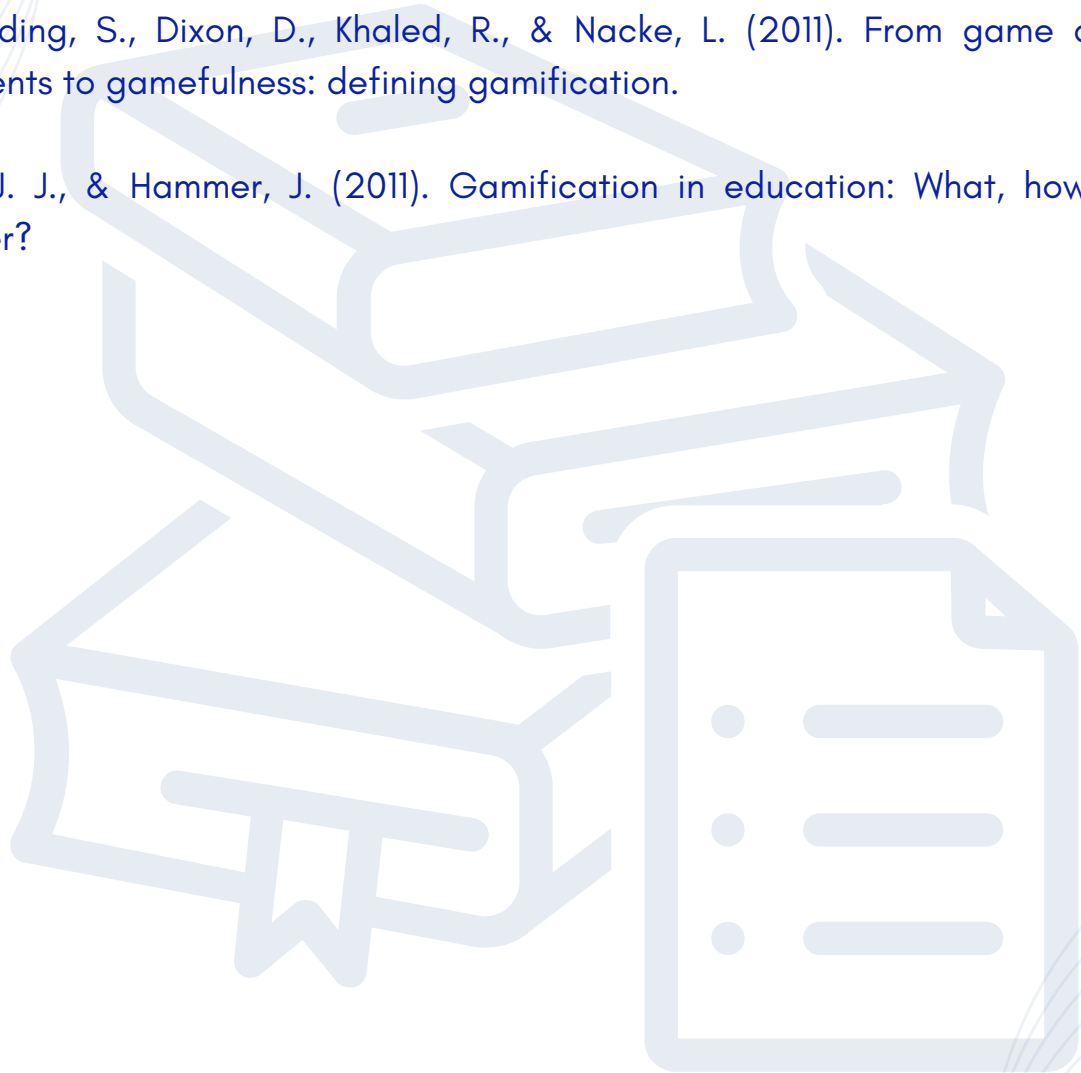 ding, S., Dixon, D., Khaled, R., & Nacke, L. (2011). From game
ents to gamefulness: defining gamification.
J. J., & Hammer, J. (2011). Gamification in education: What, how
er?